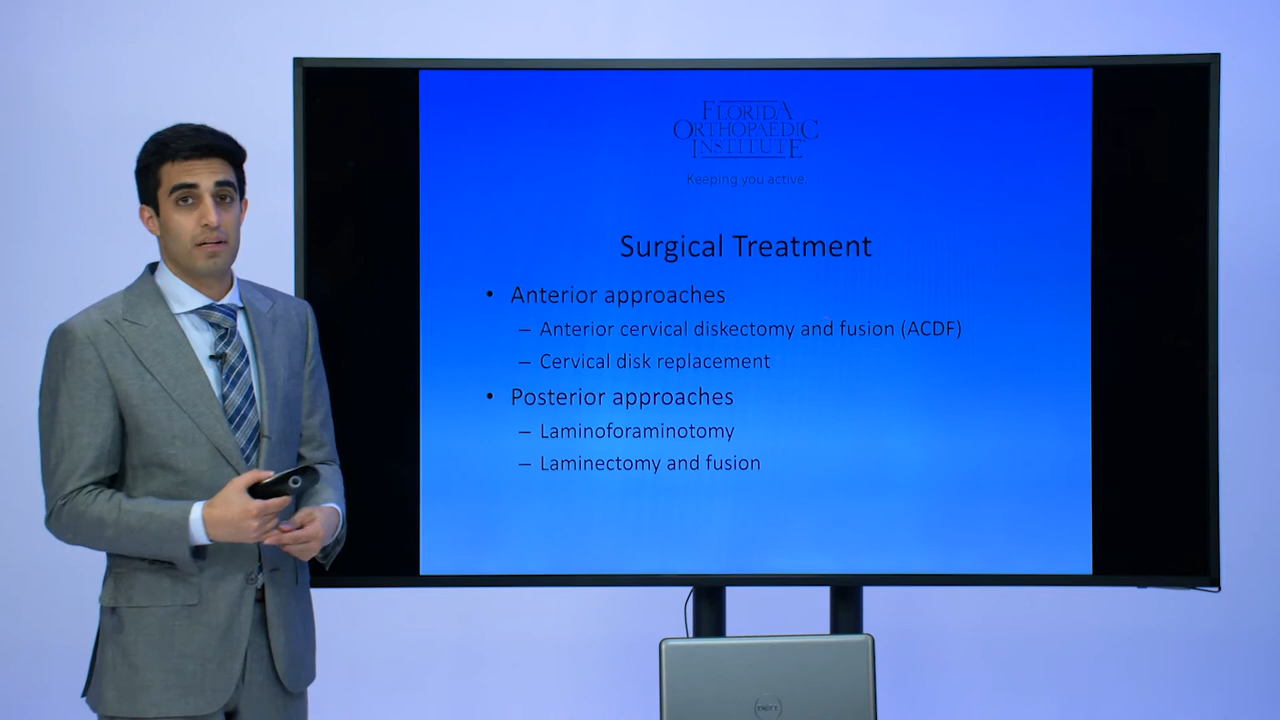 FLORIDA
ORTHOPAEDIC
INSTITUTE
Keeping you active.
Surgical Treatment
• Anterior approaches
– Anterior cervical diskectomy and fusion (ACDF)
– Cervical disk replacement
• Posterior approaches
– Laminoforaminotomy
– Laminectomy and fusion
DELL